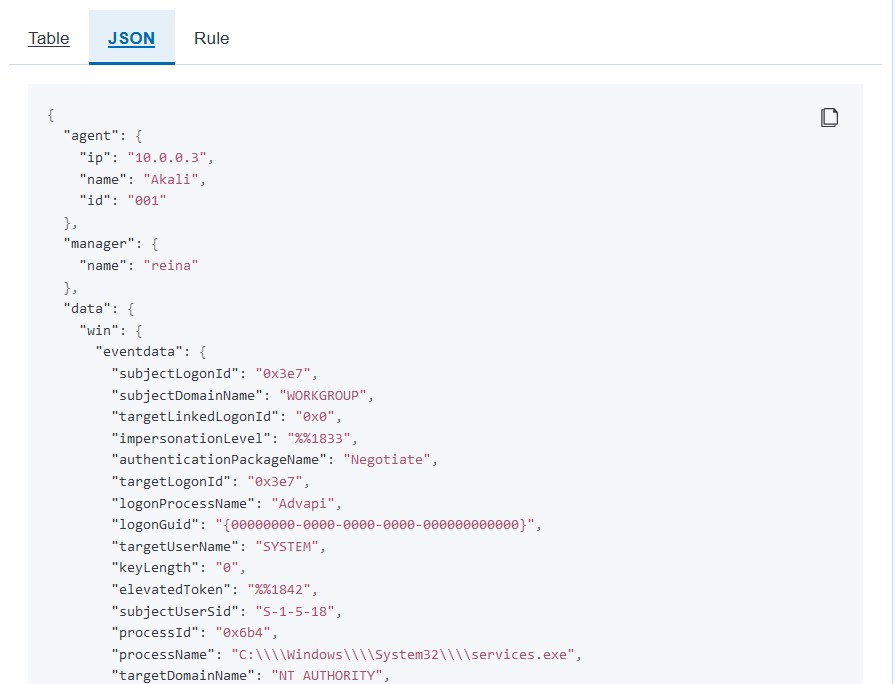 Table JSON Rule
{
"agent": {
"ip": "10.0.0.3",
"name": "Akali",
"id": "001"
},
"manager": {
"name": "reina"
},
"data": {
"win": {
"eventdata": {
"subjectLogonId": "0x3e7",
"subjectDomainName": "WORKGROUP",
"targetLinkedLogonId": "0x0",
"impersonationLevel": "%%1833",
"authenticationPackageName": "Negotiate",
"targetLogonId": "0x3e7",
"logonProcessName": "Advapi",
"logonGuid": "{00000000-0000-0000-0000-000000000000}",
"targetUserName": "SYSTEM",
"keyLength": "0",
"elevatedToken": "%%1842",
"subjectUserSid": "S-1-5-18",
"processId": "0x6b4",
"processName": "C:\\\\Windows\\\\System32\\\\services.exe",
"targetDomainName": "NT AUTHORITY",